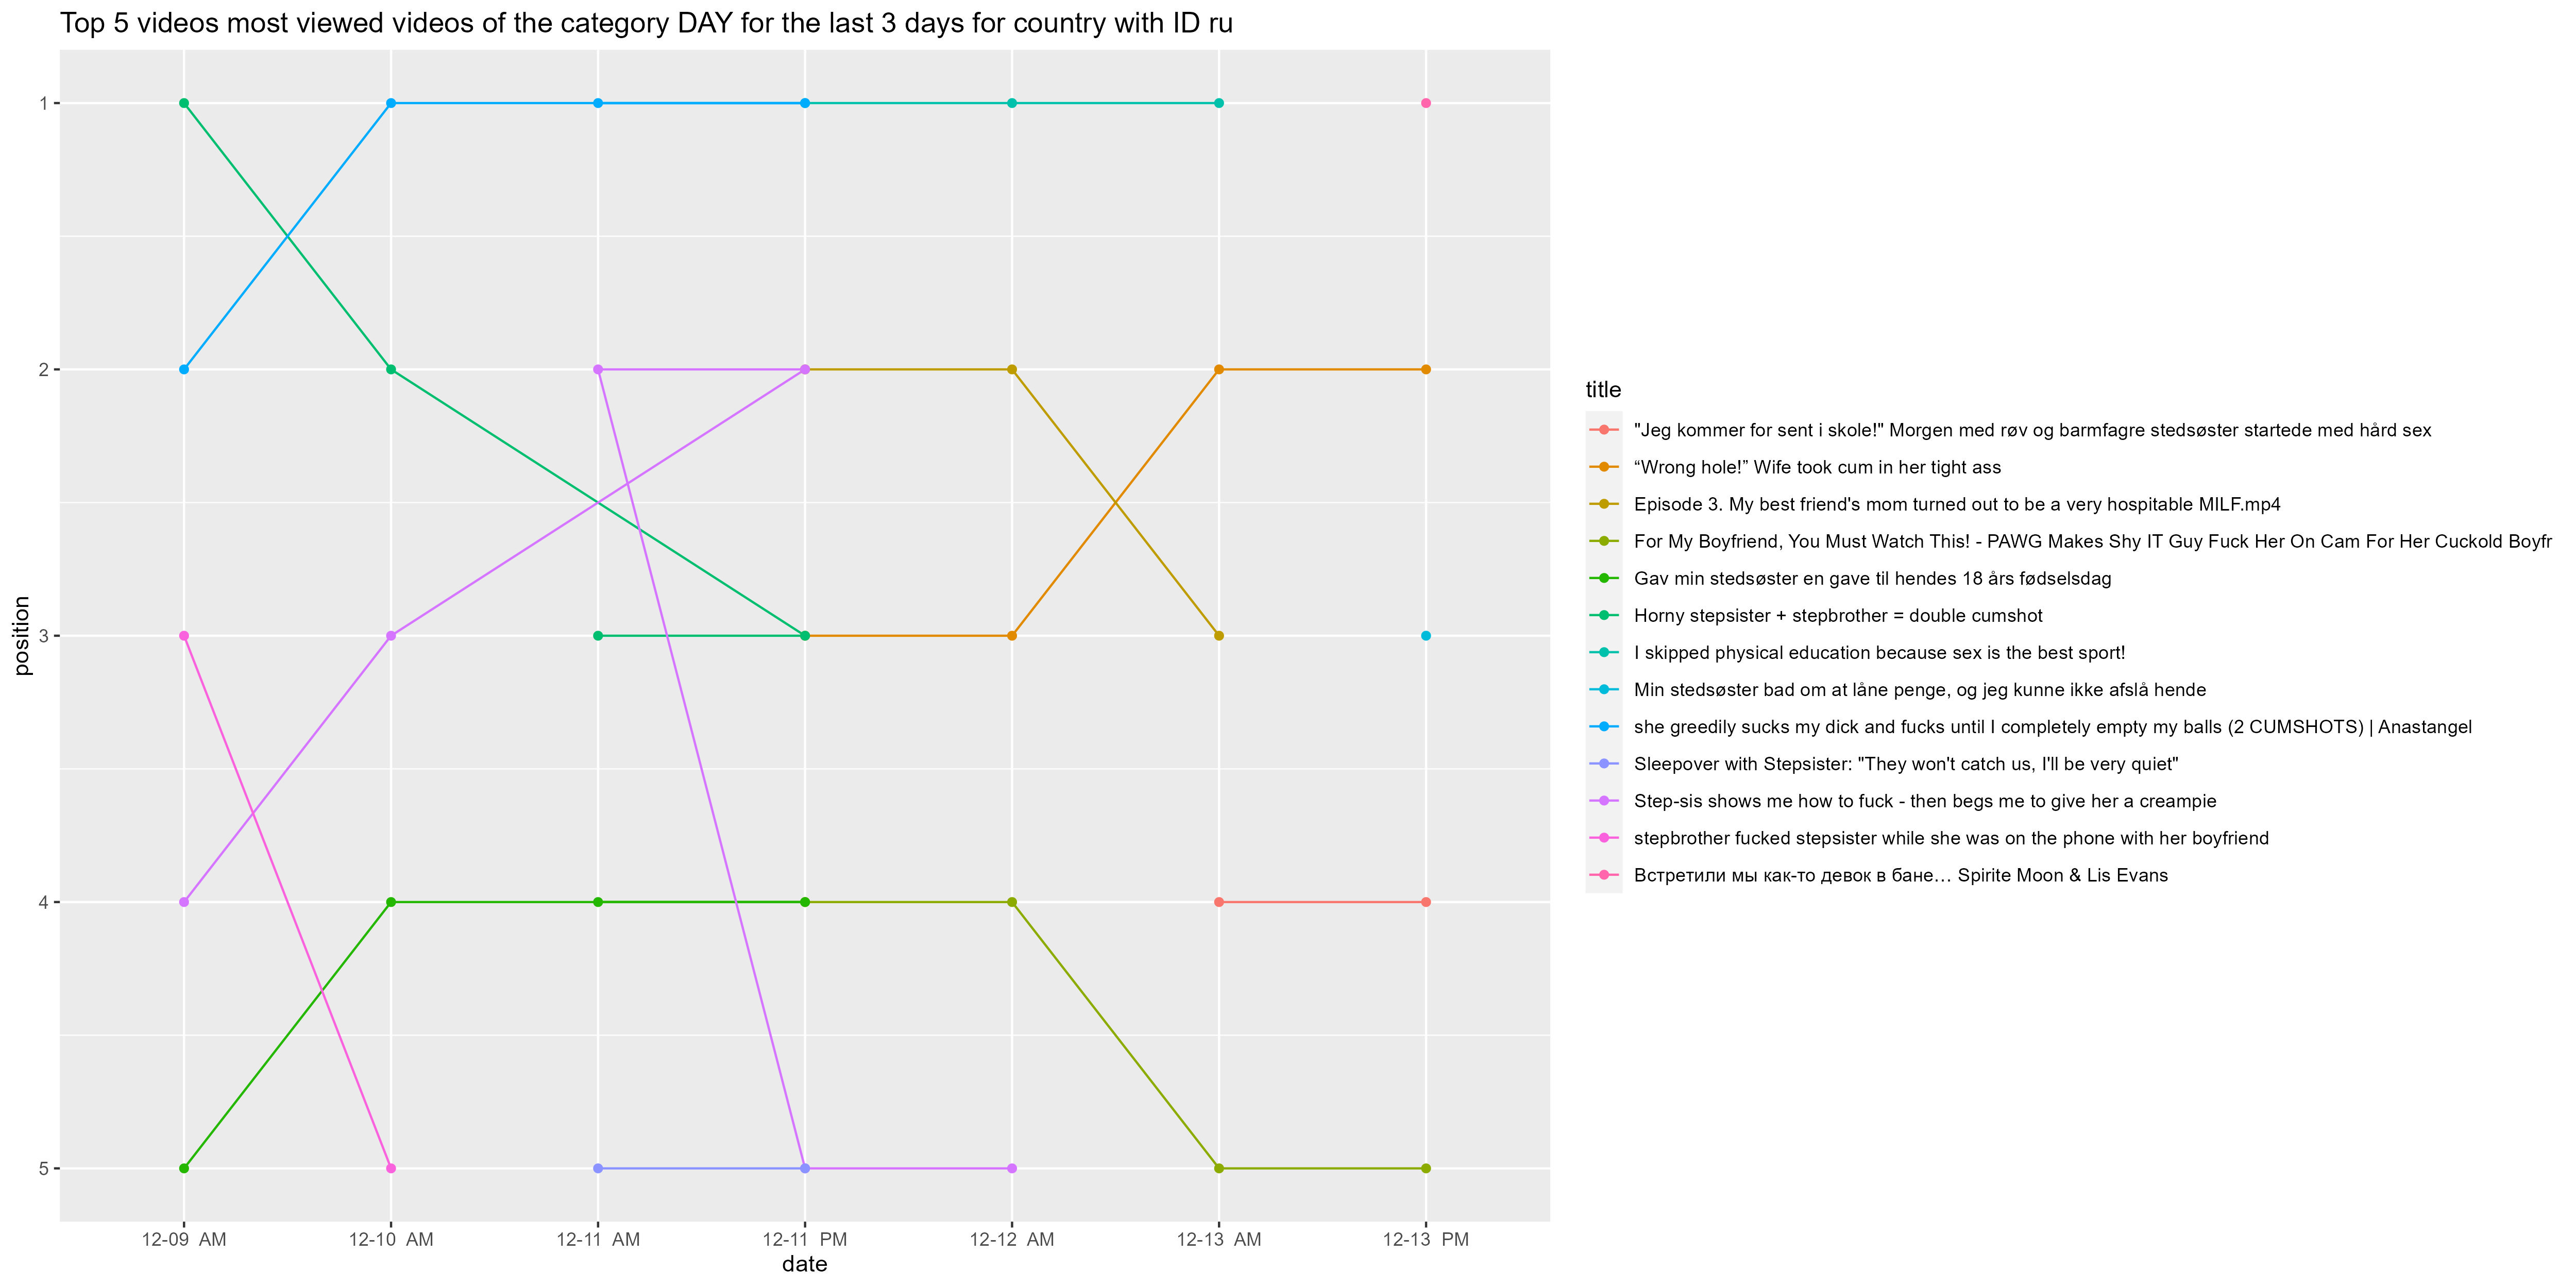 Top 5 videos most viewed videos of the category DAY for the last 3 days for country with ID ru
position
1
2
3
4
5
12-09 AM
12-10 AM
12-11 AM
12-11 PM
12-12 AM
12-13 AM
12-13 PM
date
title
"Jeg kommer for sent i skole!" Morgen med røv og barmfagre stedsøster startede med hård sex
“Wrong hole!” Wife took cum in her tight ass
Episode 3. My best friend's mom turned out to be a very hospitable MILF.mp4
For My Boyfriend, You Must Watch This! - PAWG Makes Shy IT Guy Fuck Her On Cam For Her Cuckold Boyfr
Gav min stedsøster en gave til hendes 18 års fødselsdag
Horny stepsister + stepbrother = double cumshot
I skipped physical education because sex is the best sport!
Min stedsøster bad om at låne penge, og jeg kunne ikke afslå hende
she greedily sucks my dick and fucks until I completely empty my balls (2 CUMSHOTS) | Anastangel
Sleepover with Stepsister: "They won't catch us, I'll be very quiet"
Step-sis shows me how to fuck - then begs me to give her a creampie
stepbrother fucked stepsister while she was on the phone with her boyfriend
Встретили мы как-то девок в бане… Spirite Moon & Lis Evans